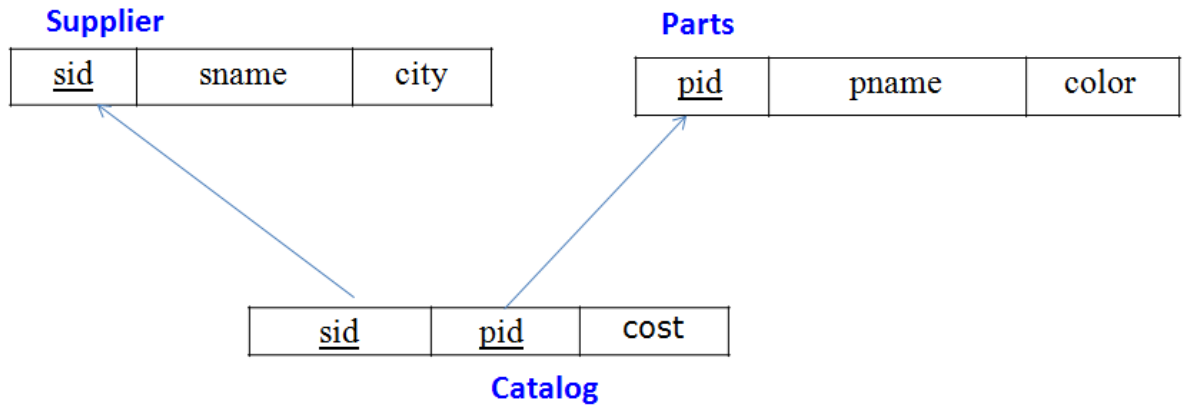 Supplier
Parts
sid sname city
pid pname color
sid pid cost
Catalog